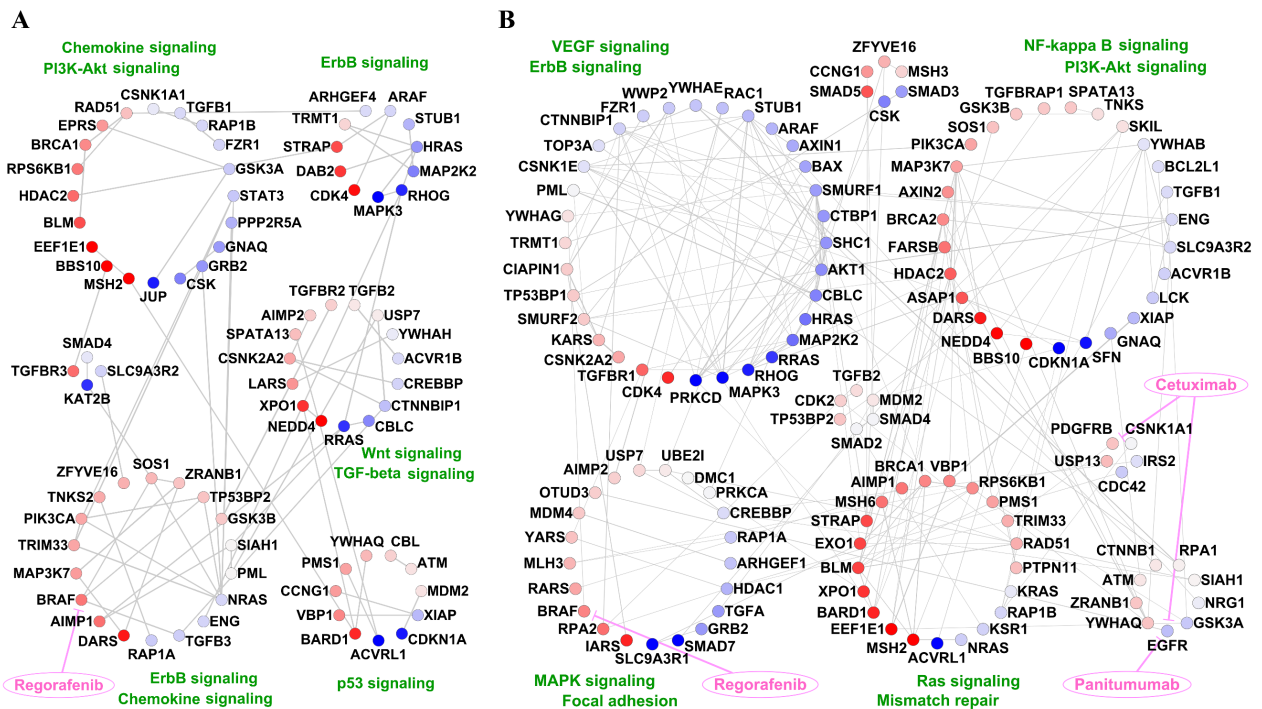 A
Chemokine signaling
PI3K-Akt signaling
CSNK1A1
RAD51
TGFB1
EPRS
RAP1B
BRCA1
FZR1
RPS6KB1
GSK3A
HDAC2
STAT3
BLM
PPP2R5A
EEF1E1
GNAQ
BBS10
GRB2
MSH2
CSK
JUP
ErbB signaling
ARHGEF4
ARAF
TRMT1
STUB1
STRAP
HRAS
DAB2
MAP2K2
CDK4
RHOG
MAPK3
SMAD4
TGFBR3
SLC9A3R2
KAT2B
TGFBR2
TGFB2
AIMP2
USP7
SPATA13
YWHAH
CSNK2A2
ACVR1B
LARS
CREBBP
XPO1
CTNNBIP1
NEDD4
CBLC
RRAS
Wnt signaling
TGF-beta signaling
SOS1
ZFYVE16
ZRANB1
TNKS2
TP53BP2
PIK3CA
GSK3B
TRIM33
SIAH1
MAP3K7
PML
BRAF
NRAS
AIMP1
ENG
DARS
TGFB3
RAP1A
Regorafenib
ErbB signaling
Chemokine signaling
YWHAQ
CBL
PMS1
ATM
CCNG1
MDM2
VBP1
XIAP
BARD1
CDKN1A
ACVRL1
p53 signaling
B
VEGF signaling
ErbB signaling
YWHAE
WWP2
RAC1
FZR1
STUB1
CTNNBIP1
ARAF
TOP3A
AXIN1
CSNK1E
BAX
PML
SMURF1
YWHAG
CTBP1
TRMT1
SHC1
CIAPIN1
AKT1
TP53BP1
CBLC
SMURF2
HRAS
KARS
MAP2K2
CSNK2A2
RRAS
TGFBR1
RHOG
CDK4
MAPK3
PRKCD
ZFYVE16
CCNG1
MSH3
SMAD5
SMAD3
CSK
NF-kappa B signaling
PI3K-Akt signaling
TGFBRAP1
SPATA13
GSK3B
TNKS
SOS1
SKIL
PIK3CA
YWHAB
MAP3K7
BCL2L1
AXIN2
TGFB1
BRCA2
ENG
FARSB
SLC9A3R2
HDAC2
ACVR1B
ASAP1
LCK
DARS
XIAP
NEDD4
GNAQ
BBS10
SFN
CDKN1A
TGFB2
CDK2
MDM2
TP53BP2
SMAD4
SMAD2
Cetuximab
PDGFRB
CSNK1A1
USP13
IRS2
CDC42
USP7
UBE2I
AIMP2
DMC1
OTUD3
PRKCA
MDM4
CREBBP
YARS
RAP1A
MLH3
ARHGEF1
RARS
HDAC1
BRAF
TGFA
RPA2
GRB2
IARS
SMAD7
SLC9A3R1
MAPK signaling
Focal adhesion
Regorafenib
BRCA1
VBP1
AIMP1
RPS6KB1
MSH6
PMS1
STRAP
TRIM33
EXO1
RAD51
BLM
PTPN11
XPO1
KRAS
BARD1
RAP1B
EEF1E1
KSR1
MSH2
NRAS
ACVRL1
Ras signaling
Mismatch repair
CTNNB1
RPA1
ATM
SIAH1
ZRANB1
NRG1
YWHAQ
GSK3A
EGFR
Panitumumab